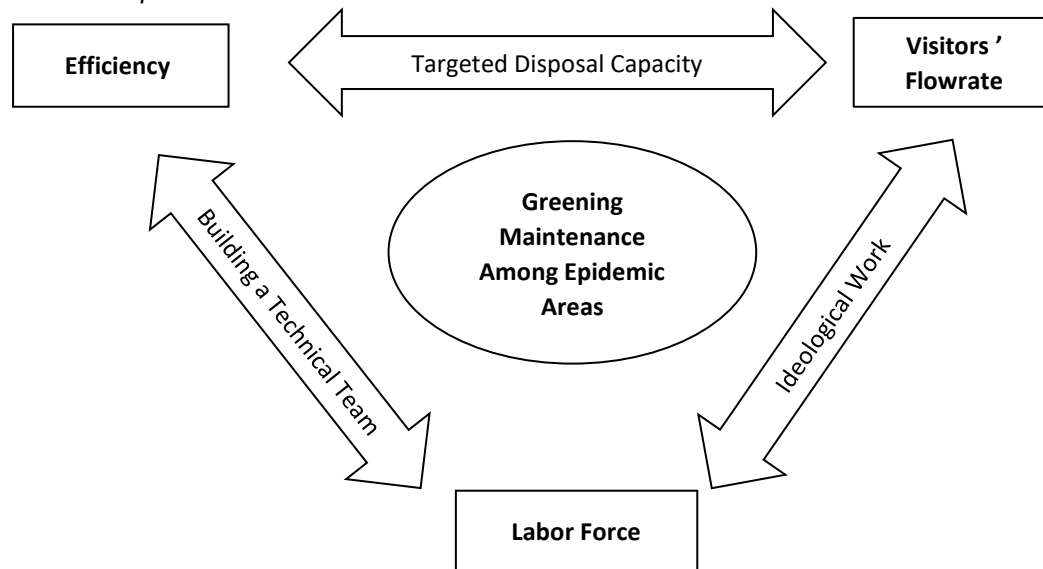 Efficiency
Targeted Disposal Capacity
Visitors ’
Flowrate
Greening
Maintenance
Among Epidemic
Areas
Building a Technical Team
Ideological Work
Labor Force